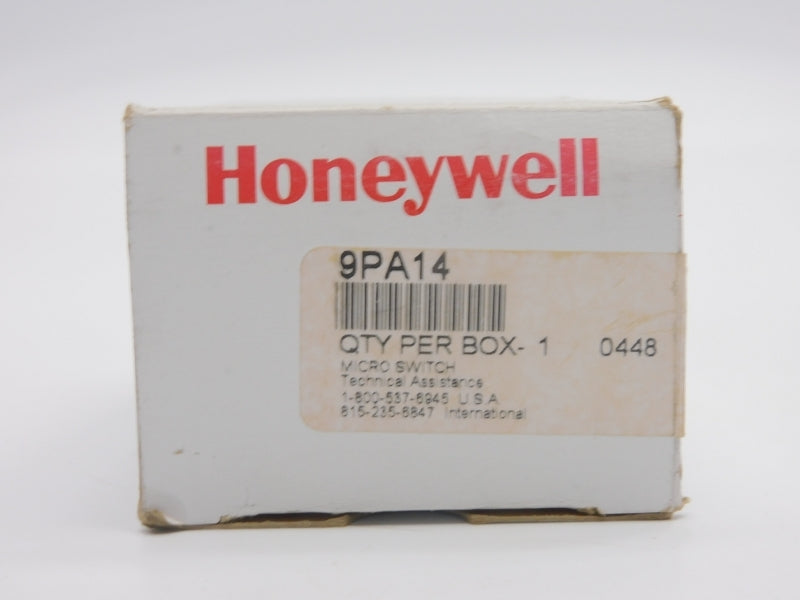 Honeywell
9PA14
QTY PER BOX- 1 0448
MICRO SWITCH
Technical Assistance
1-800-537-6945 U.S.A.
815-235-6847 International